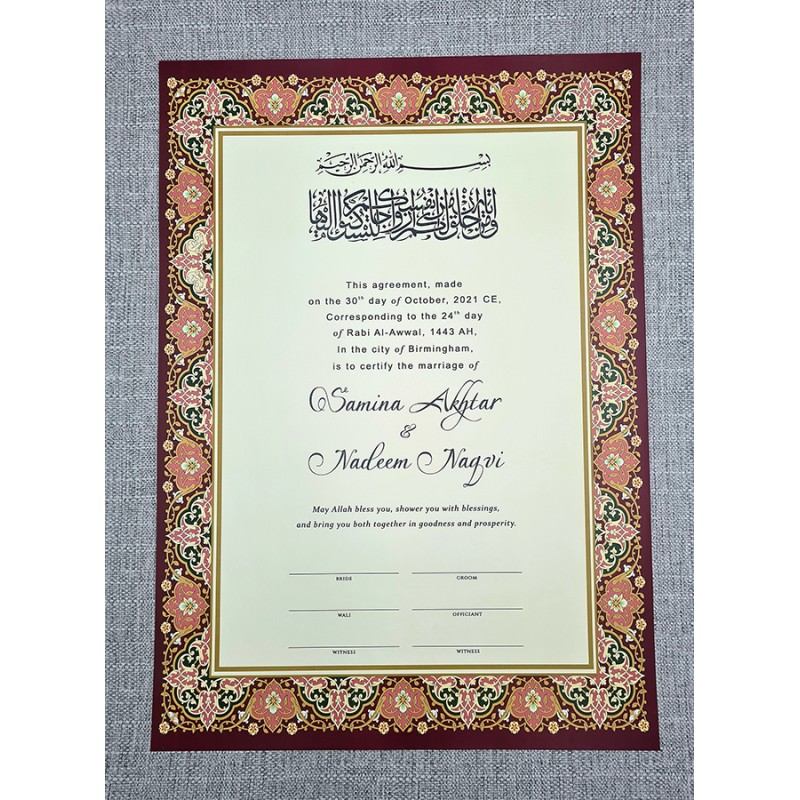 بسم الله الرحمن الرحيم
ومن آياته أن خلق لكم من أنفسكم أزواجا لتسكنوا إليها
This agreement, made
on the 30th day of October, 2021 CE,
Corresponding to the 24th day
of Rabi Al-Awwal, 1443 AH,
In the city of Birmingham,
is to certify the marriage of
Samina Akhtar
&
Nadeem Naqvi
May Allah bless you, shower you with blessings,
and bring you both together in goodness and prosperity.
BRIDE GROOM
WALI OFFICIANT
WITNESS WITNESS